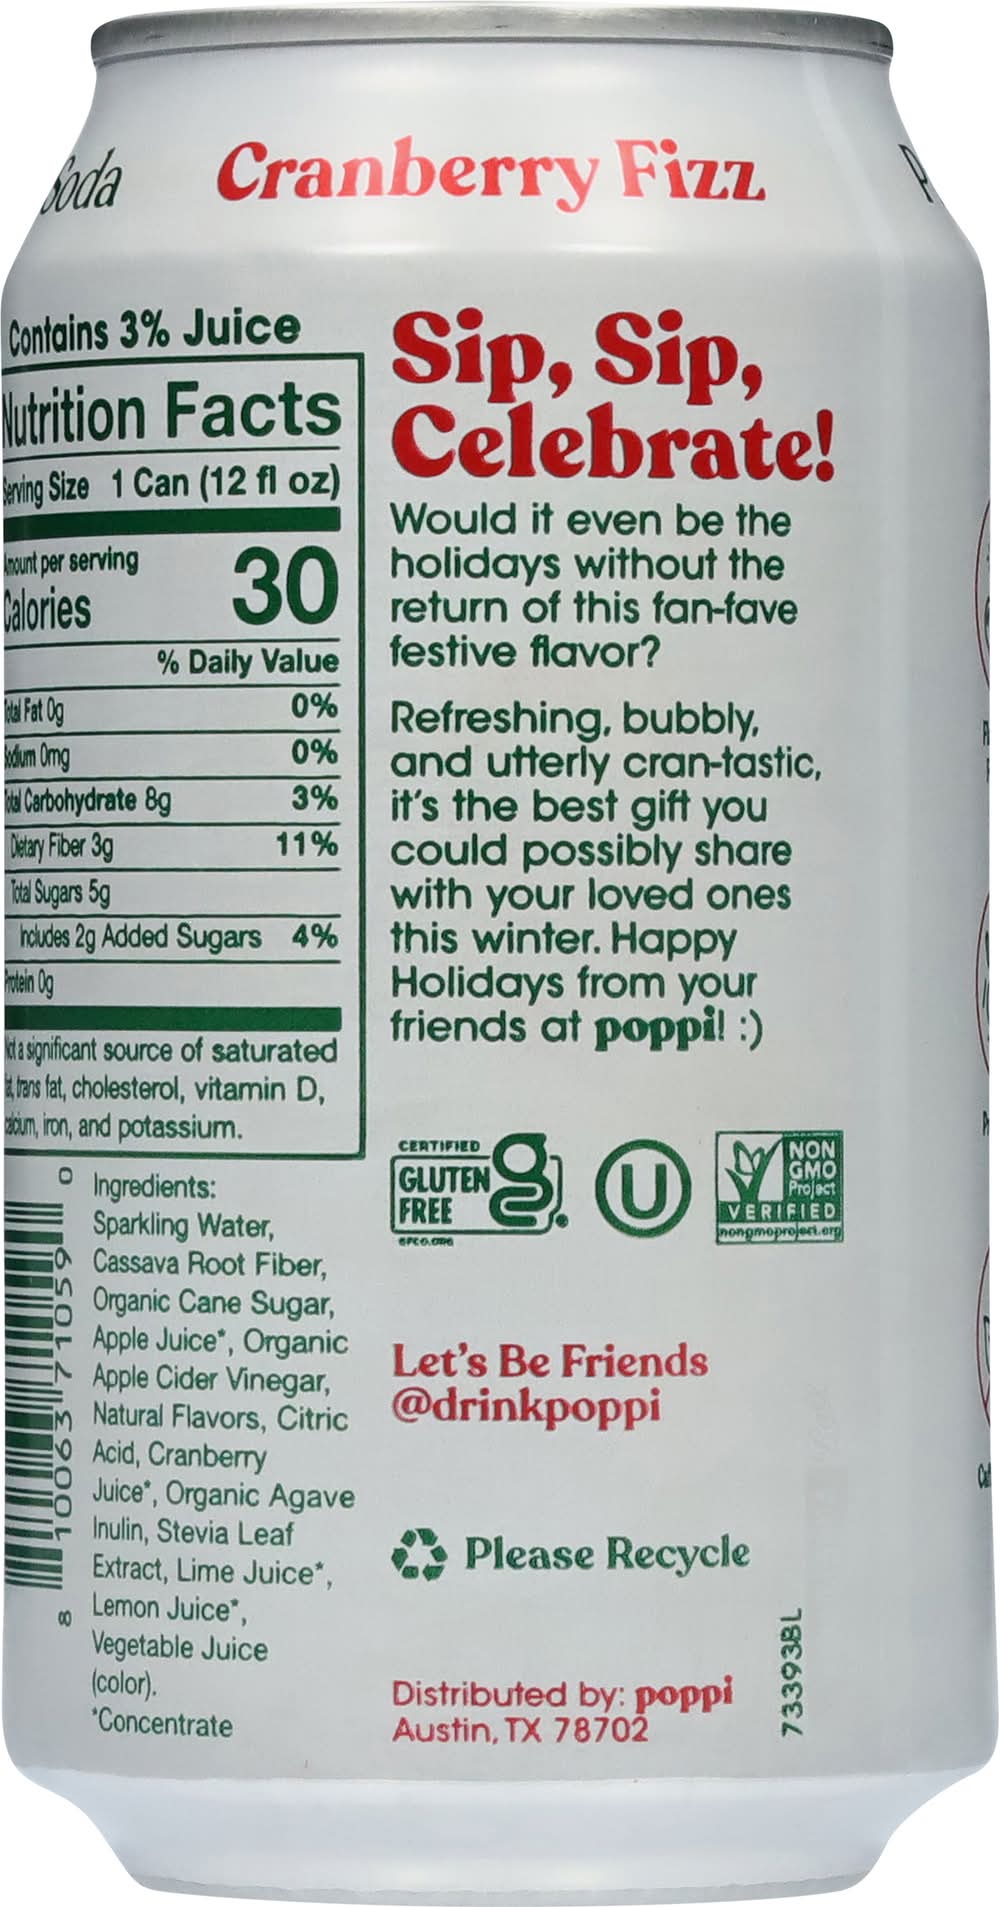 Soda
Cranberry Fizz
Contains 3% Juice
Nutrition Facts
Serving Size 1 Can (12 fl oz)
Amount per serving
Calories 30
% Daily Value
Total Fat 0g 0%
Sodium 0mg 0%
Total Carbohydrate 8g 3%
Dietary Fiber 3g 11%
Total Sugars 5g
Includes 2g Added Sugars 4%
Protein 0g
Not a significant source of saturated
fat, trans fat, cholesterol, vitamin D,
calcium, iron, and potassium.
8 10063 71059 0
Ingredients:
Sparkling Water,
Cassava Root Fiber,
Organic Cane Sugar,
Apple Juice*, Organic
Apple Cider Vinegar,
Natural Flavors, Citric
Acid, Cranberry
Juice*, Organic Agave
Inulin, Stevia Leaf
Extract, Lime Juice*,
Lemon Juice*,
Vegetable Juice
(color).
*Concentrate
Sip, Sip,
Celebrate!
Would it even be the
holidays without the
return of this fan-fave
festive flavor?
Refreshing, bubbly,
and utterly cran-tastic,
it's the best gift you
could possibly share
with your loved ones
this winter. Happy
Holidays from your
friends at poppi! :)
CERTIFIED
GLUTEN
FREE
GFCO.ORG
U
NON
GMO
Project
VERIFIED
nongmoproject.org
Let's Be Friends
@drinkpoppi
Please Recycle
Distributed by: poppi
Austin, TX 78702
73393BL